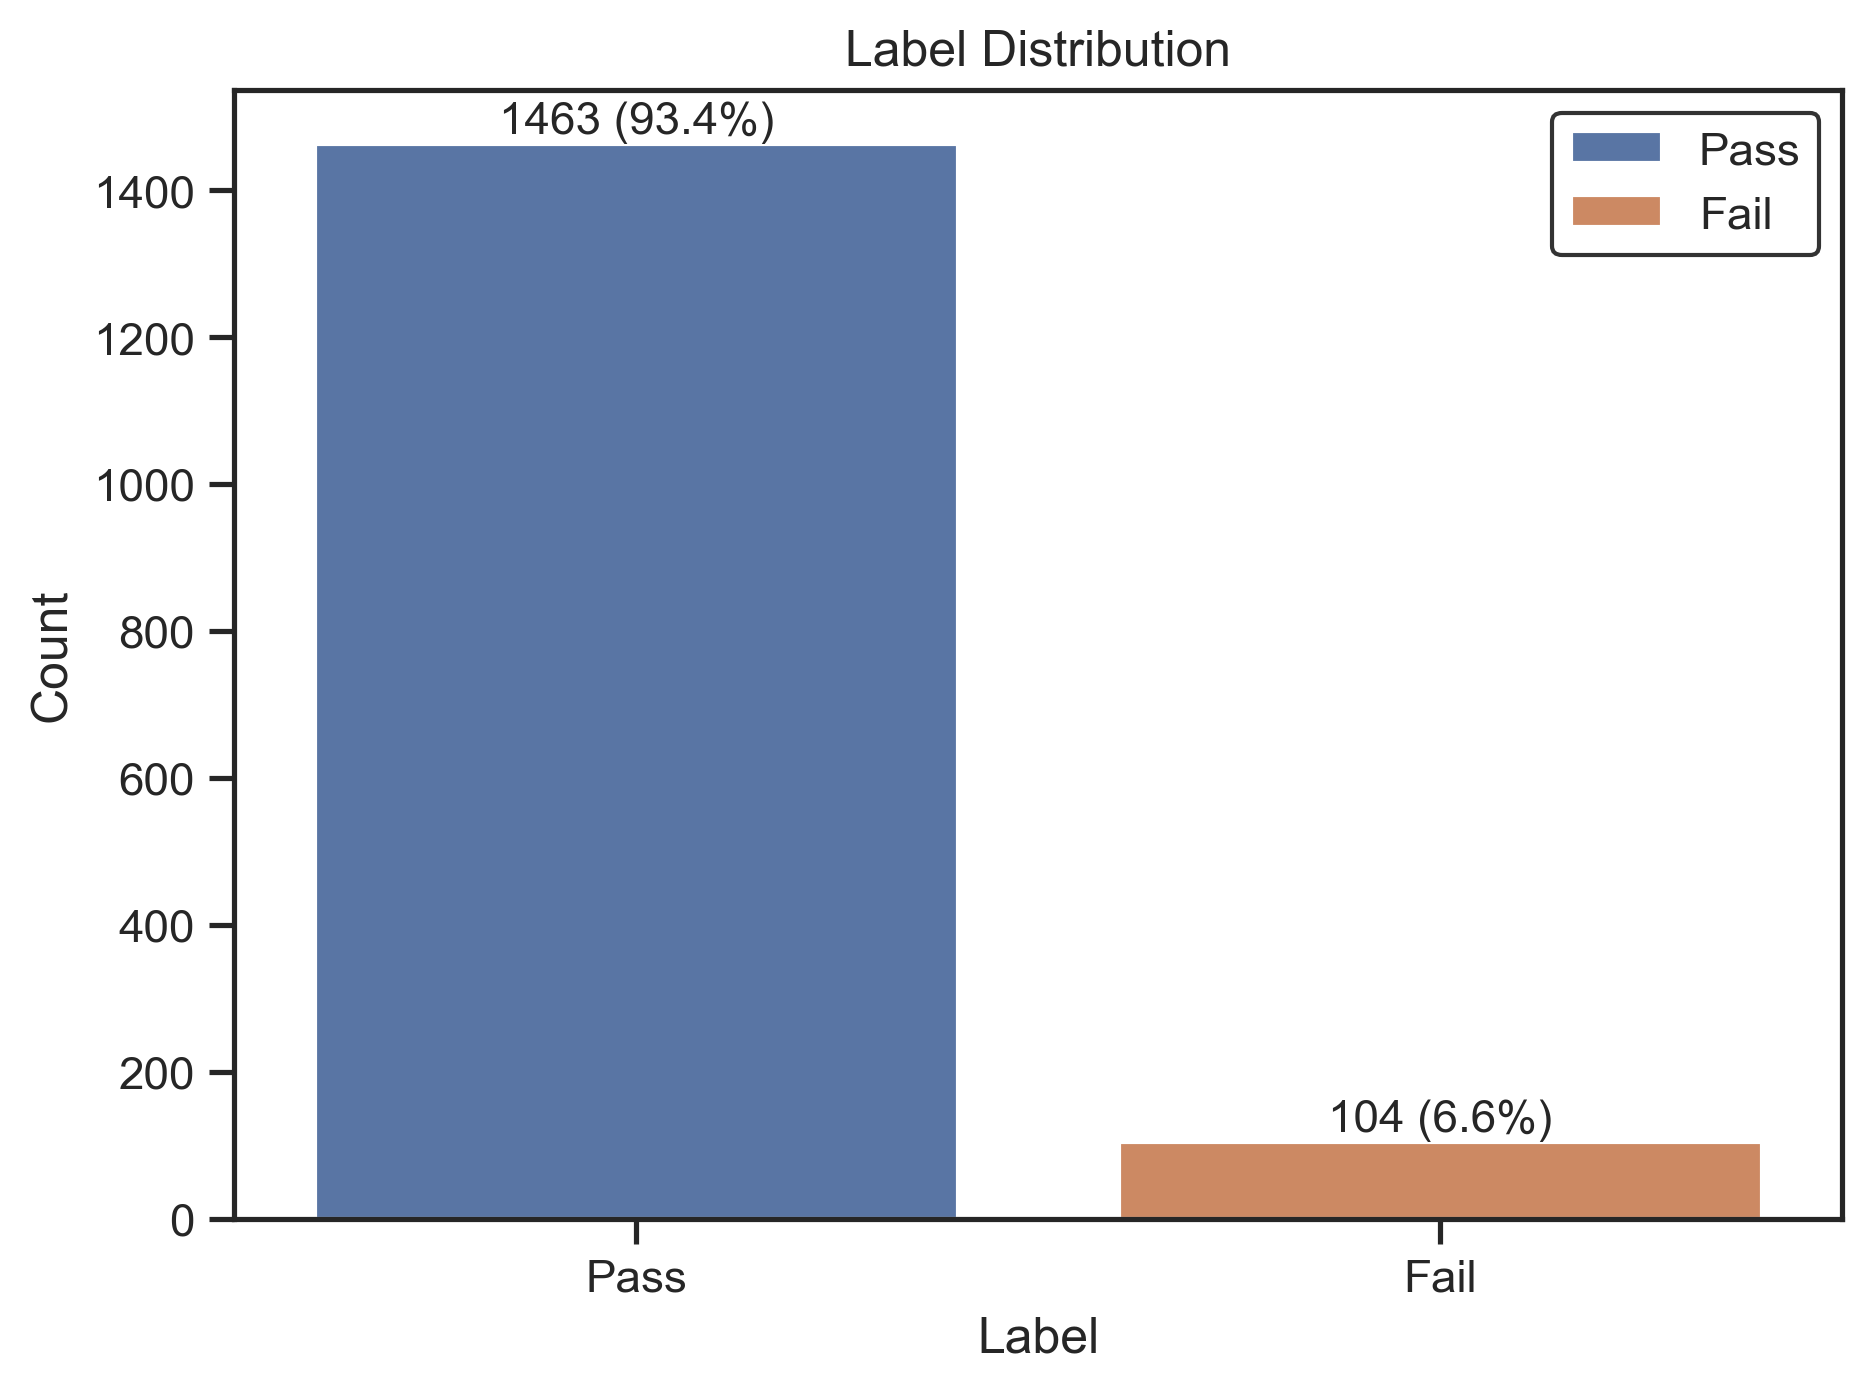 Label Distribution
1463 (93.4%)
Pass
Fail
1400
1200
1000
800
600
400
200
0
Count
104 (6.6%)
Pass
Fail
Label